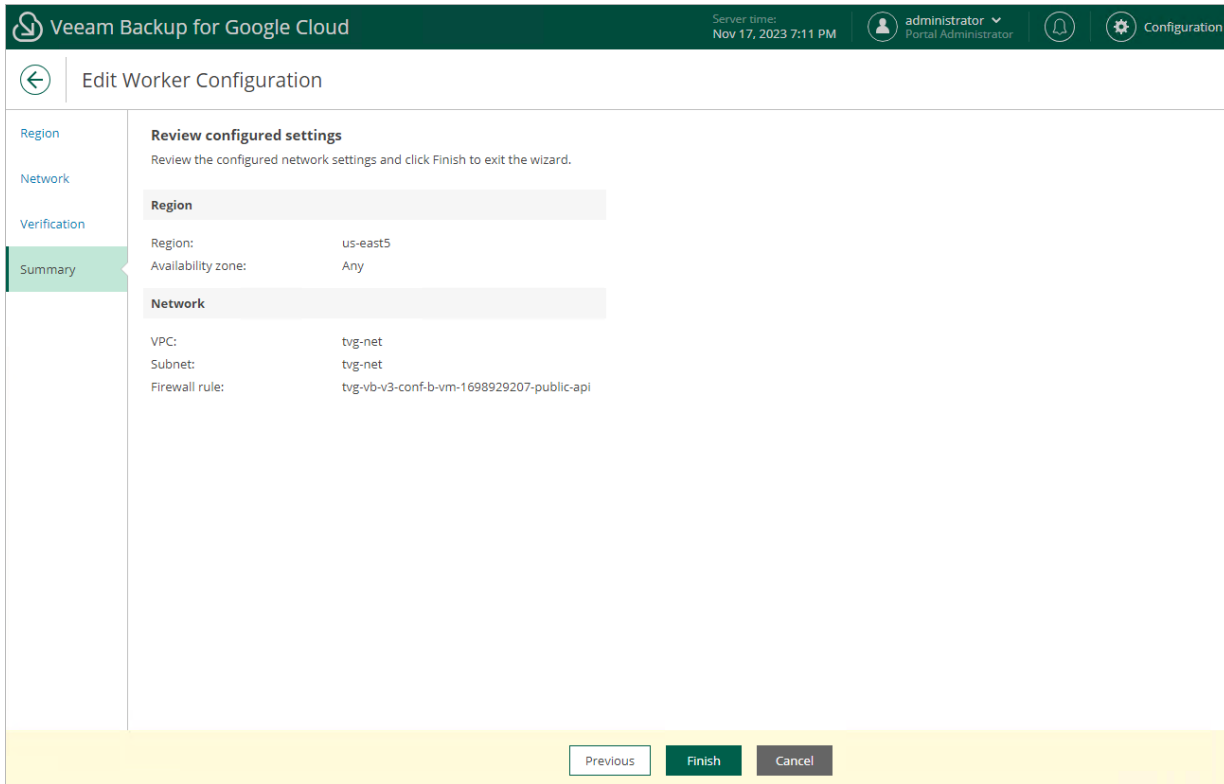 Veeam Backup for Google Cloud
Server time:
Nov 17, 2023 7:11 PM
administrator
Portal Administrator
Configuration
Edit Worker Configuration
Region
Network
Verification
Summary
Review configured settings
Review the configured network settings and click Finish to exit the wizard.
Region
Region: us-east5
Availability zone: Any
Network
VPC: tvg-net
Subnet: tvg-net
Firewall rule: tvg-vb-v3-conf-b-vm-1698929207-public-api
Previous Finish Cancel